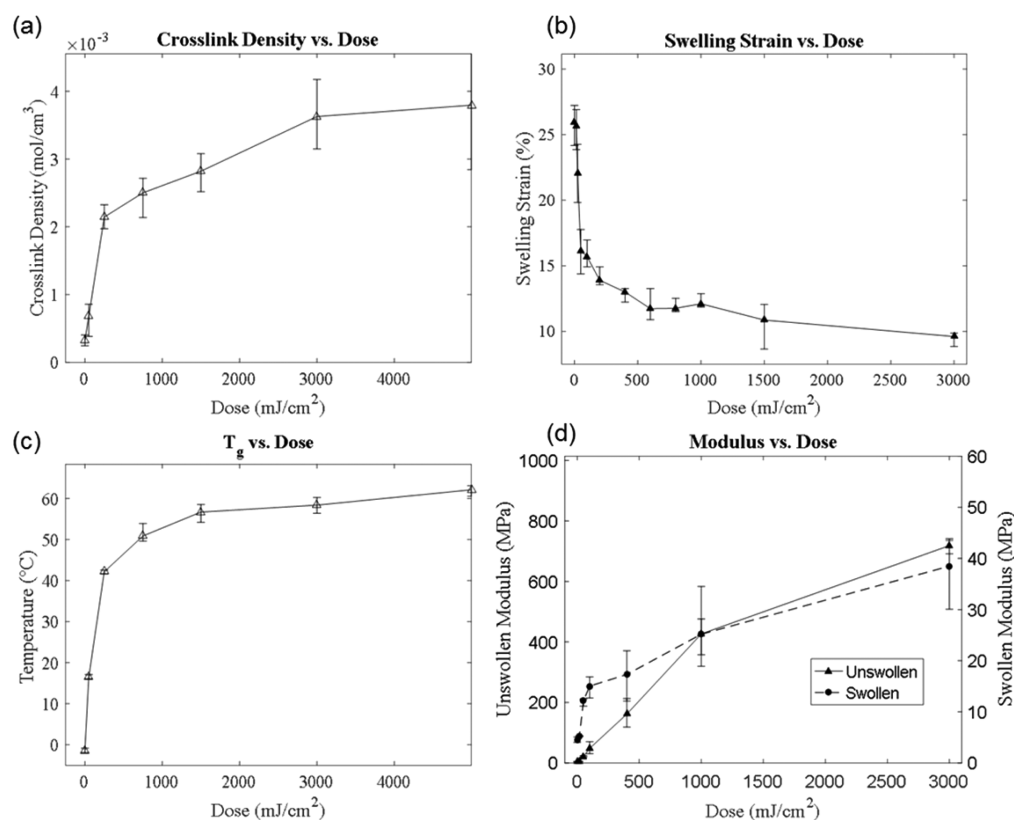 (a)
Crosslink Density vs. Dose
×10⁻³
Crosslink Density (mol/cm³)
4
3
2
1
0
0 1000 2000 3000 4000
Dose (mJ/cm²)
(b)
Swelling Strain vs. Dose
Swelling Strain (%)
30
25
20
15
10
0 500 1000 1500 2000 2500 3000
Dose (mJ/cm²)
(c)
T_g vs. Dose
Temperature (°C)
60
50
40
30
20
10
0
0 1000 2000 3000 4000
Dose (mJ/cm²)
(d)
Modulus vs. Dose
Unswollen Modulus (MPa)
1000
800
600
400
200
0
Swollen Modulus (MPa)
60
50
40
30
20
10
0
Unswollen
Swollen
0 500 1000 1500 2000 2500 3000
Dose (mJ/cm²)